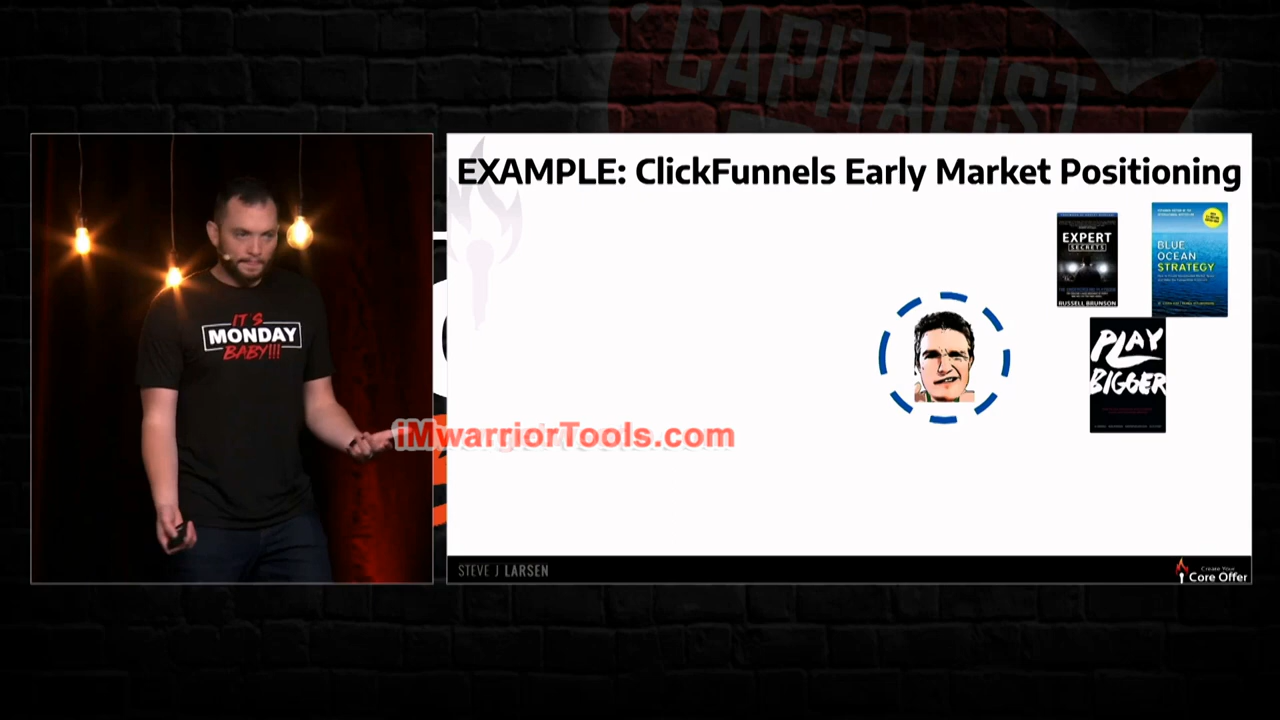 CAPITALIST
EXAMPLE: ClickFunnels Early Market Positioning
IT'S
MONDAY
BABY!!!
EXPERT
SECRETS
RUSSELL BRUNSON
BLUE
OCEAN
STRATEGY
PLAY
BIGGER
iMwarriorTools.com
STEVE J LARSEN
Create Your
Core Offer